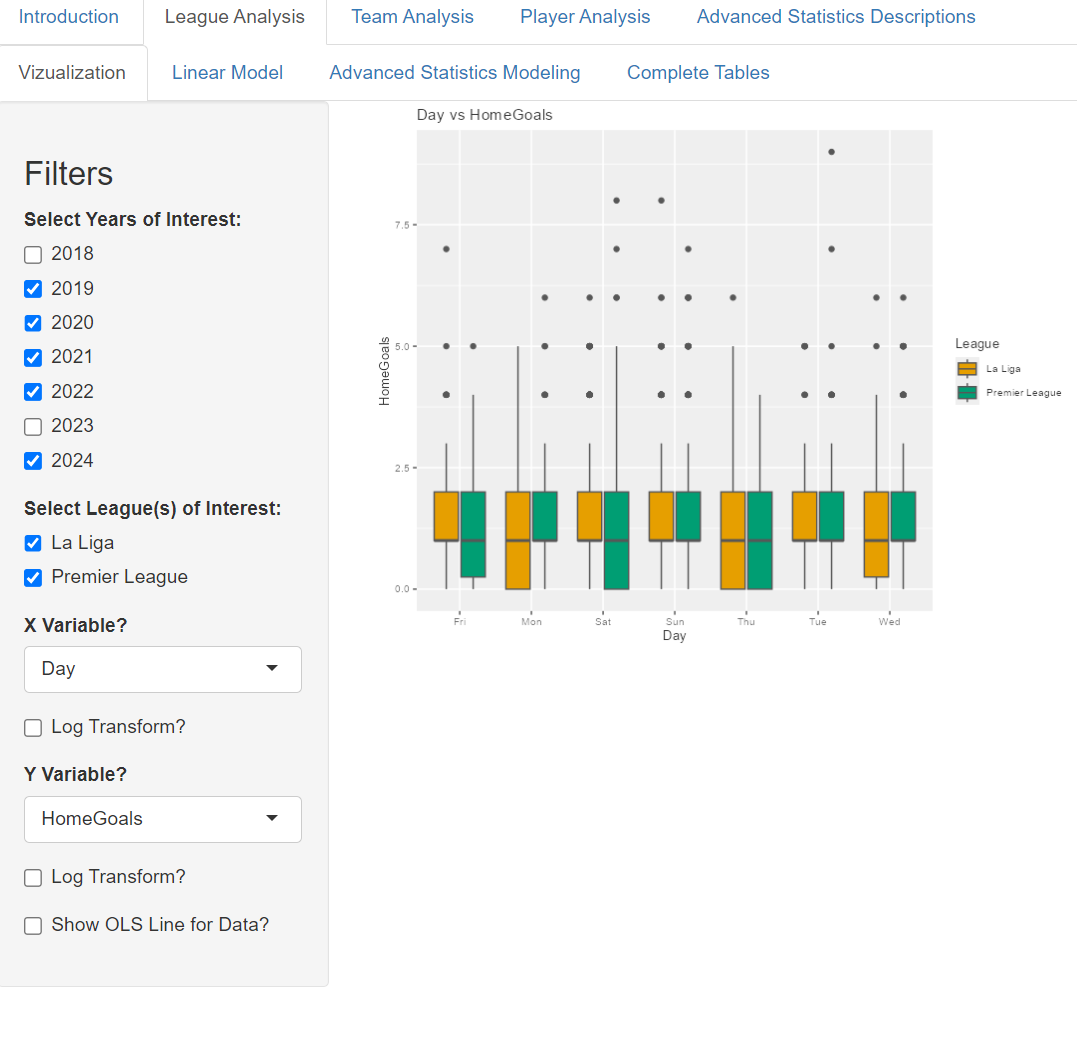 Introduction
League Analysis
Team Analysis
Player Analysis
Advanced Statistics Descriptions
Vizualization
Linear Model
Advanced Statistics Modeling
Complete Tables
Filters
Select Years of Interest:
2018
2019
2020
2021
2022
2023
2024
Select League(s) of Interest:
La Liga
Premier League
X Variable?
Day
Log Transform?
Y Variable?
HomeGoals
Log Transform?
Show OLS Line for Data?
Day vs HomeGoals
HomeGoals
7.5
5.0
2.5
0.0
Fri
Mon
Sat
Sun
Thu
Tue
Wed
Day
League
La Liga
Premier League